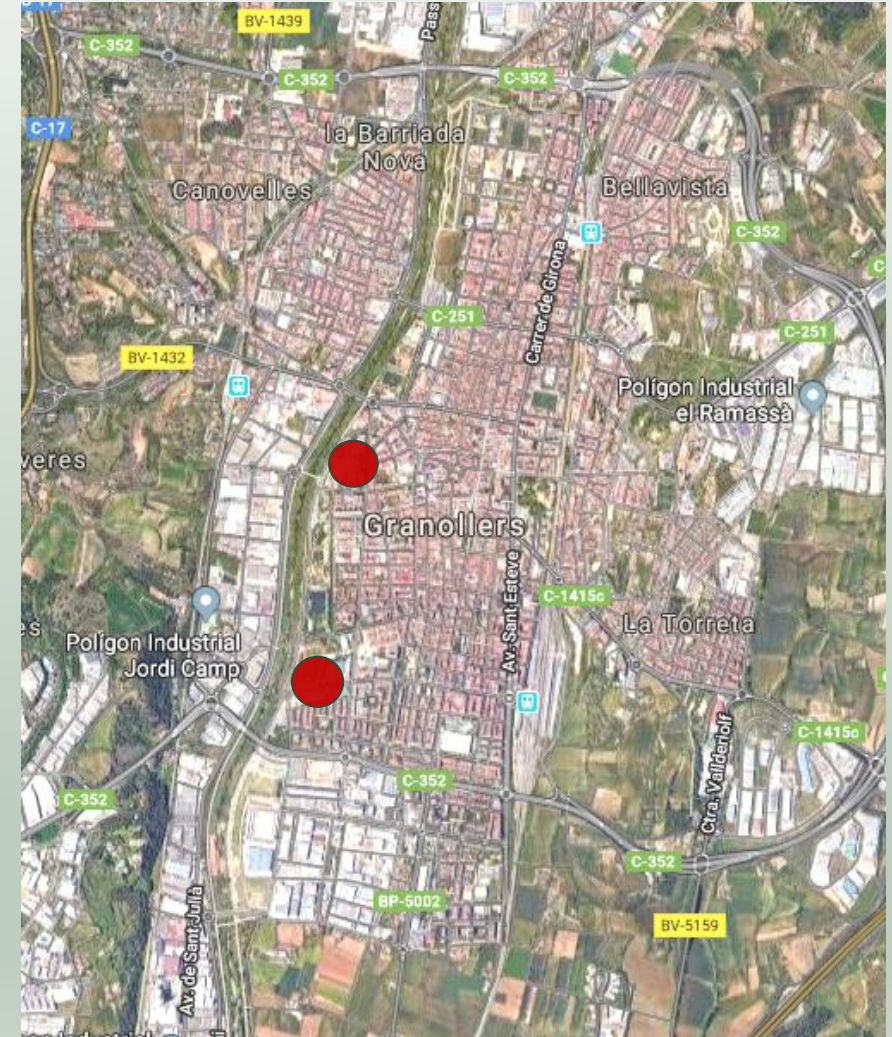 BV-1439
Pass
C-352
C-352
C-352
C-17
la Barriada
Nova
Canovelles
Bellavista
C-352
Carrer de Girona
C-251
C-251
BV-1432
Polígon Industrial
el Ramassà
veres
Granollers
Av. Sant Esteve
C-1415c
La Torreta
Polígon Industrial
Jordi Camp
Ctra. Valldeoriolf
C-1415c
C-352
C-352
C-352
BP-5002
BV-5159
Av. de Sant Julià